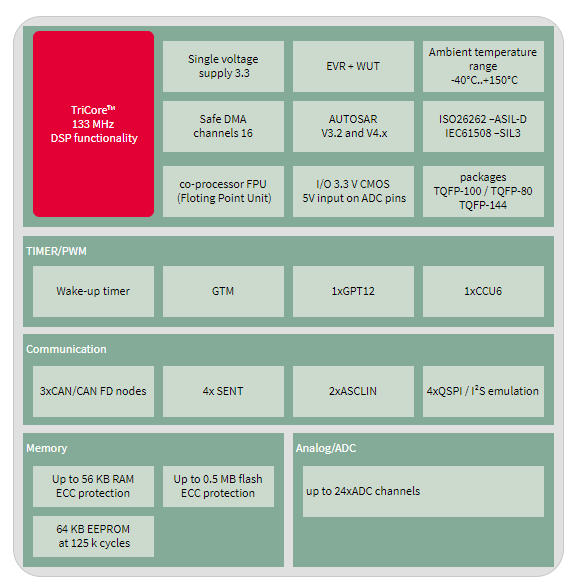 TriCore™
133 MHz
DSP functionality
Single voltage
supply 3.3
EVR + WUT
Ambient temperature
range
-40°C..+150°C
Safe DMA
channels 16
AUTOSAR
V3.2 and V4.x
ISO26262 –ASIL-D
IEC61508 –SIL3
co-processor FPU
(Floting Point Unit)
I/O 3.3 V CMOS
5V input on ADC pins
packages
TQFP-100 / TQFP-80
TQFP-144
TIMER/PWM
Wake-up timer
GTM
1xGPT12
1xCCU6
Communication
3xCAN/CAN FD nodes
4x SENT
2xASCLIN
4xQSPI / I²S emulation
Memory
Up to 56 KB RAM
ECC protection
Up to 0.5 MB flash
ECC protection
64 KB EEPROM
at 125 k cycles
Analog/ADC
up to 24xADC channels